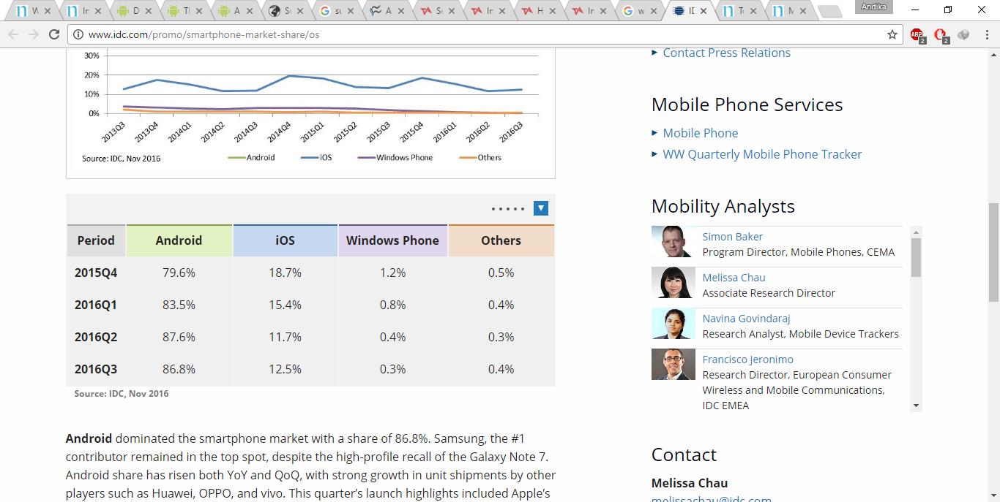 W
In
D
Tl
A
Sı
sı
A
Se
In
H
In
w
IC
To
M
Andika
www.idc.com/promo/smartphone-market-share/os
ABP
2
2
30%
20%
10%
0%
2013Q3
2013Q4
2014Q1
2014Q2
2014Q3
2014Q4
2015Q1
2015Q2
2015Q3
2015Q4
2016Q1
2016Q2
2016Q3
Source: IDC, Nov 2016
Android
iOS
Windows Phone
Others
Period Android iOS Windows Phone Others
2015Q4 79.6% 18.7% 1.2% 0.5%
2016Q1 83.5% 15.4% 0.8% 0.4%
2016Q2 87.6% 11.7% 0.4% 0.3%
2016Q3 86.8% 12.5% 0.3% 0.4%
Source: IDC, Nov 2016
Android dominated the smartphone market with a share of 86.8%. Samsung, the #1
contributor remained in the top spot, despite the high-profile recall of the Galaxy Note 7.
Android share has risen both YoY and QoQ, with strong growth in unit shipments by other
players such as Huawei, OPPO, and vivo. This quarter’s launch highlights included Apple’s
Contact Press Relations
Mobile Phone Services
Mobile Phone
WW Quarterly Mobile Phone Tracker
Mobility Analysts
Simon Baker
Program Director, Mobile Phones, CEMA
Melissa Chau
Associate Research Director
Navina Govindaraj
Research Analyst, Mobile Device Trackers
Francisco Jeronimo
Research Director, European Consumer
Wireless and Mobile Communications,
IDC EMEA
Contact
Melissa Chau
melissachau@idc.com